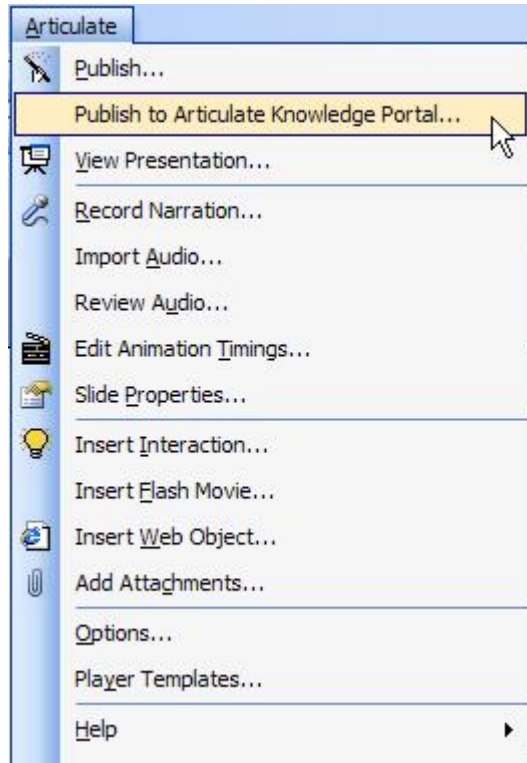 Articulate
Publish...
Publish to Articulate Knowledge Portal...
View Presentation...
Record Narration...
Import Audio...
Review Audio...
Edit Animation Timings...
Slide Properties...
Insert Interaction...
Insert Flash Movie...
Insert Web Object...
Add Attachments...
Options...
Player Templates...
Help